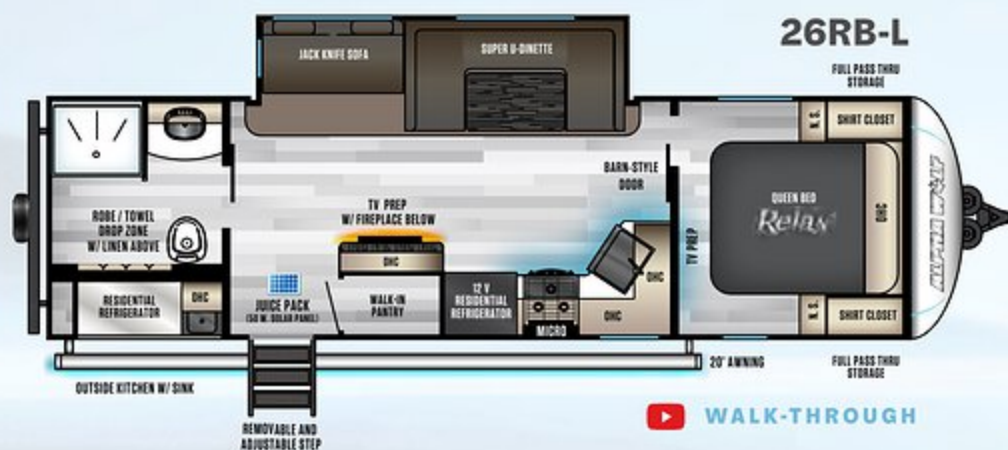 26RB-L
FULL PASS THRU
STORAGE
JACK KNIFE SOFA
SUPER U-DINETTE
N.S.
SHIRT CLOSET
BARN-STYLE
DOOR
QUEEN BED
Relax
OHC
TV PREP
ROBE / TOWEL
DROP ZONE
W/ LINEN ABOVE
TV PREP
W/ FIREPLACE BELOW
OHC
OHC
ALPHA WOLF
RESIDENTIAL
REFRIGERATOR
OHC
JUICE PACK
(50 W. SOLAR PANEL)
WALK-IN
PANTRY
12 V
RESIDENTIAL
REFRIGERATOR
MICRO
OHC
N.S.
SHIRT CLOSET
20' AWNING
FULL PASS THRU
STORAGE
OUTSIDE KITCHEN W/ SINK
REMOVABLE AND
ADJUSTABLE STEP
WALK-THROUGH